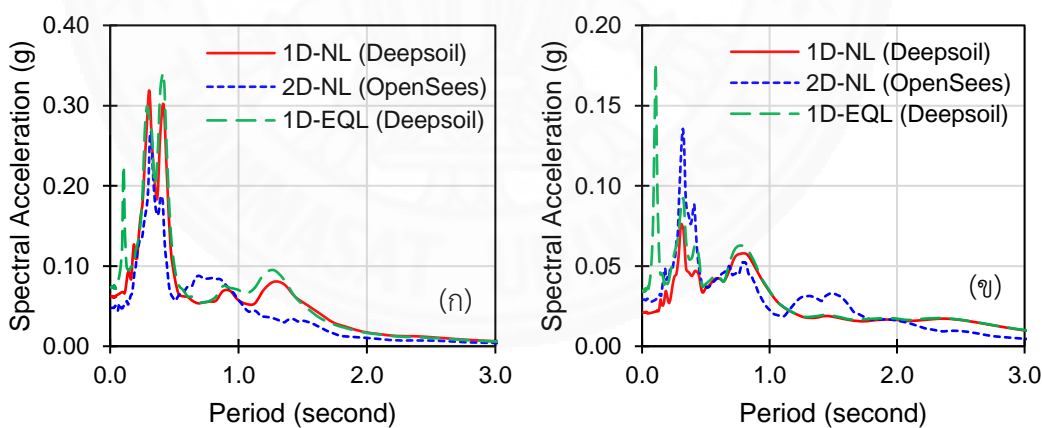 Spectral Acceleration (g)
0.40
0.30
0.20
0.10
0.00
1D-NL (Deepsoil)
2D-NL (OpenSees)
1D-EQL (Deepsoil)
(ก)
0.0 1.0 2.0 3.0
Period (second)
Spectral Acceleration (g)
0.20
0.15
0.10
0.05
0.00
1D-NL (Deepsoil)
2D-NL (OpenSees)
1D-EQL (Deepsoil)
(ข)
0.0 1.0 2.0 3.0
Period (second)